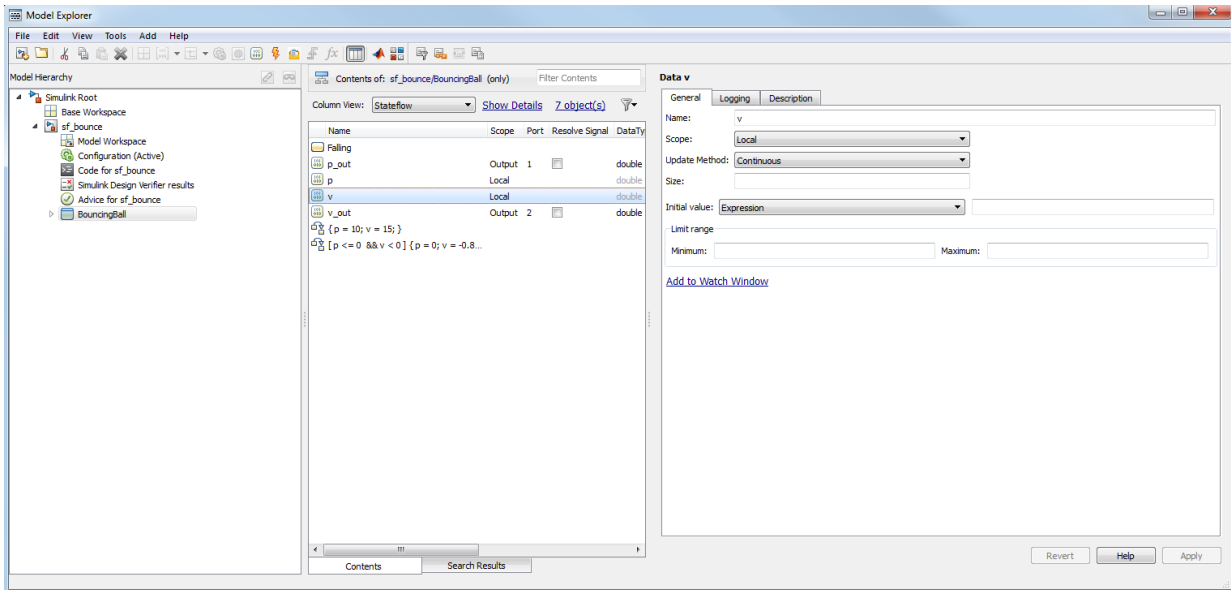 Model Explorer
File Edit View Tools Add Help
Model Hierarchy
Simulink Root
Base Workspace
sf_bounce
Model Workspace
Configuration (Active)
Code for sf_bounce
Simulink Design Verifier results
Advice for sf_bounce
BouncingBall
Contents of: sf_bounce/BouncingBall (only) Filter Contents
Column View: Stateflow Show Details 7 object(s)
Name Scope Port Resolve Signal DataTy
Falling
p_out Output 1 double
p Local double
v Local double
v_out Output 2 double
{ p = 10; v = 15; }
[ p <= 0 && v < 0 ] { p = 0; v = -0.8...
Contents Search Results
Data v
General Logging Description
Name: v
Scope: Local
Update Method: Continuous
Size:
Initial value: Expression
Limit range
Minimum: Maximum:
Add to Watch Window
Revert Help Apply